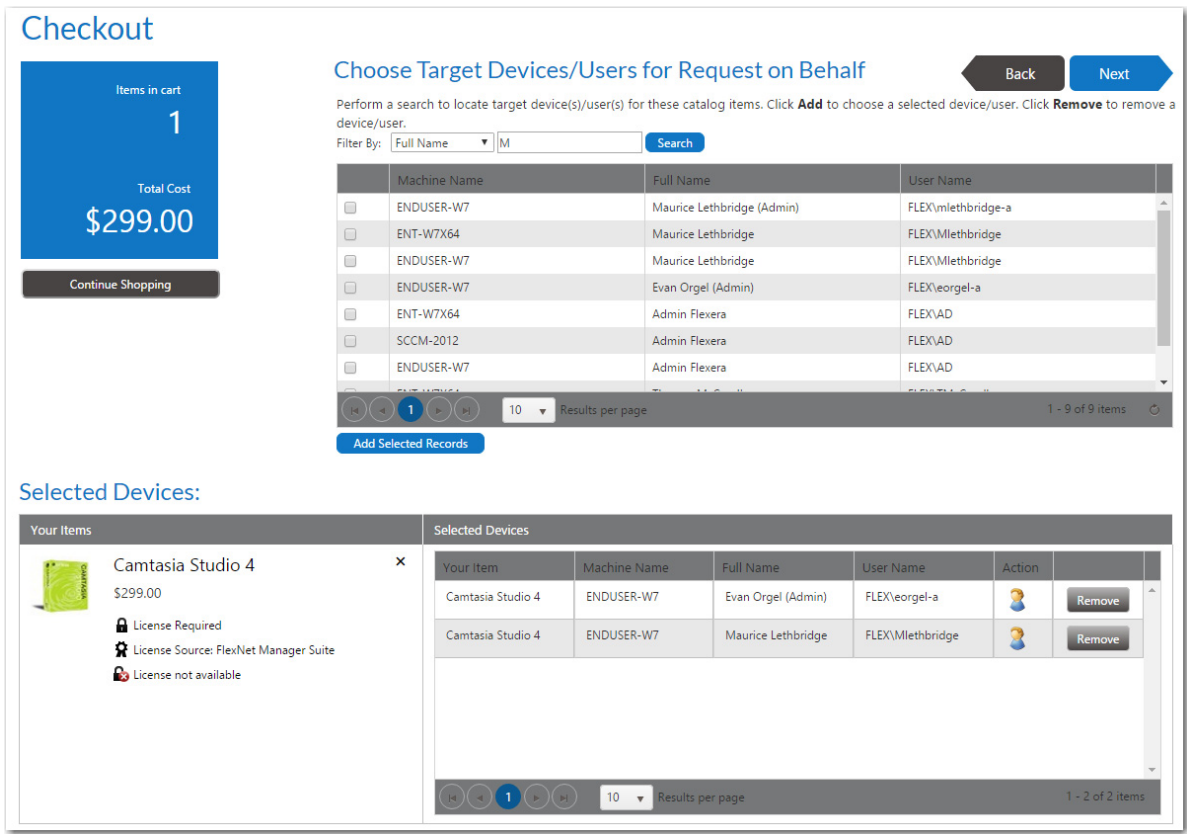 Checkout
Items in cart
1
Total Cost
$299.00
Continue Shopping
Choose Target Devices/Users for Request on Behalf
Back
Next
Perform a search to locate target device(s)/user(s) for these catalog items. Click Add to choose a selected device/user. Click Remove to remove a
device/user.
Filter By: Full Name M Search
Machine Name Full Name User Name
ENDUSER-W7 Maurice Lethbridge (Admin) FLEX\mlethbridge-a
ENT-W7X64 Maurice Lethbridge FLEX\Mlethbridge
ENDUSER-W7 Maurice Lethbridge FLEX\Mlethbridge
ENDUSER-W7 Evan Orgel (Admin) FLEX\eorgel-a
ENT-W7X64 Admin Flexera FLEX\AD
SCCM-2012 Admin Flexera FLEX\AD
ENDUSER-W7 Admin Flexera FLEX\AD
1 10 Results per page 1 - 9 of 9 items
Add Selected Records
Selected Devices:
Your Items
Camtasia Studio 4
$299.00
License Required
License Source: FlexNet Manager Suite
License not available
CAMTASIA
Selected Devices
Your Item Machine Name Full Name User Name Action
Camtasia Studio 4 ENDUSER-W7 Evan Orgel (Admin) FLEX\eorgel-a Remove
Camtasia Studio 4 ENDUSER-W7 Maurice Lethbridge FLEX\Mlethbridge Remove
1 10 Results per page 1 - 2 of 2 items